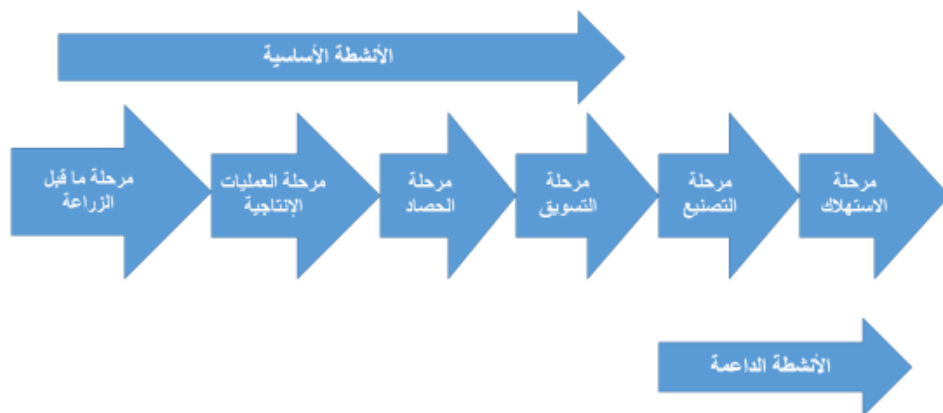 الأنشطة الأساسية
مرحلة ما قبل
الزراعة
مرحلة العمليات
الإنتاجية
مرحلة
الحصاد
مرحلة
التسويق
مرحلة
التصنيع
مرحلة
الاستهلاك
الأنشطة الداعمة